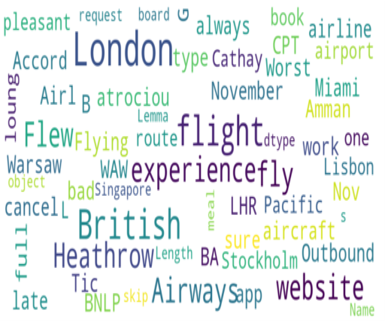 pleasant request board G always book airline
Accord London type Cathay CPT airport
Worst
loung Airl B atrociou November Miami
Lemma Amman
Flew Flying route flight dtype work one
Warsaw WAW experience fly Lisbon
object bad Singapore Nov
cancel L British meal LHR Pacific s
full sure aircraft
Heathrow Length BA Stockholm Outbound
Tic
late BNLP skip Airways app website
Name